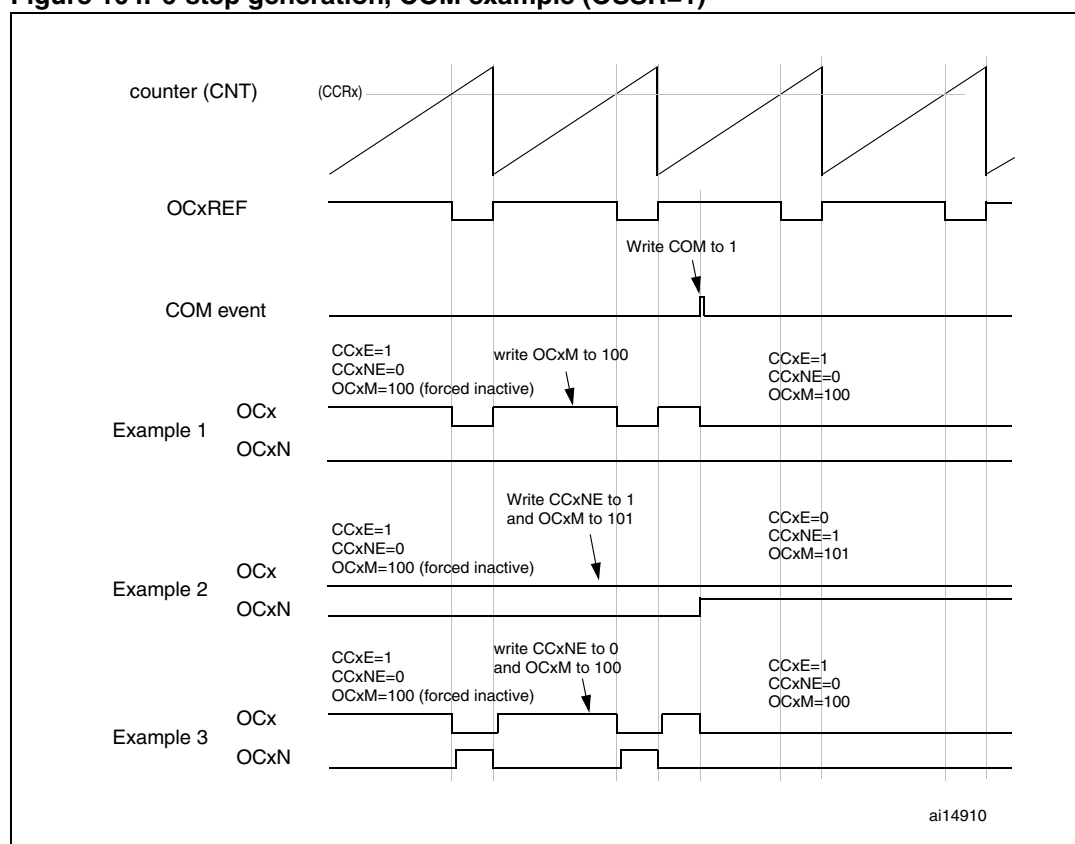 counter (CNT)
(CCRx)
OCxREF
Write COM to 1
COM event
CCxE=1
CCxNE=0
OCxM=100 (forced inactive)
write OCxM to 100
CCxE=1
CCxNE=0
OCxM=100
OCx
Example 1
OCxN
Write CCxNE to 1
and OCxM to 101
CCxE=1
CCxNE=0
OCxM=100 (forced inactive)
CCxE=0
CCxNE=1
OCxM=101
OCx
Example 2
OCxN
write CCxNE to 0
and OCxM to 100
CCxE=1
CCxNE=0
OCxM=100 (forced inactive)
CCxE=1
CCxNE=0
OCxM=100
OCx
Example 3
OCxN
ai14910